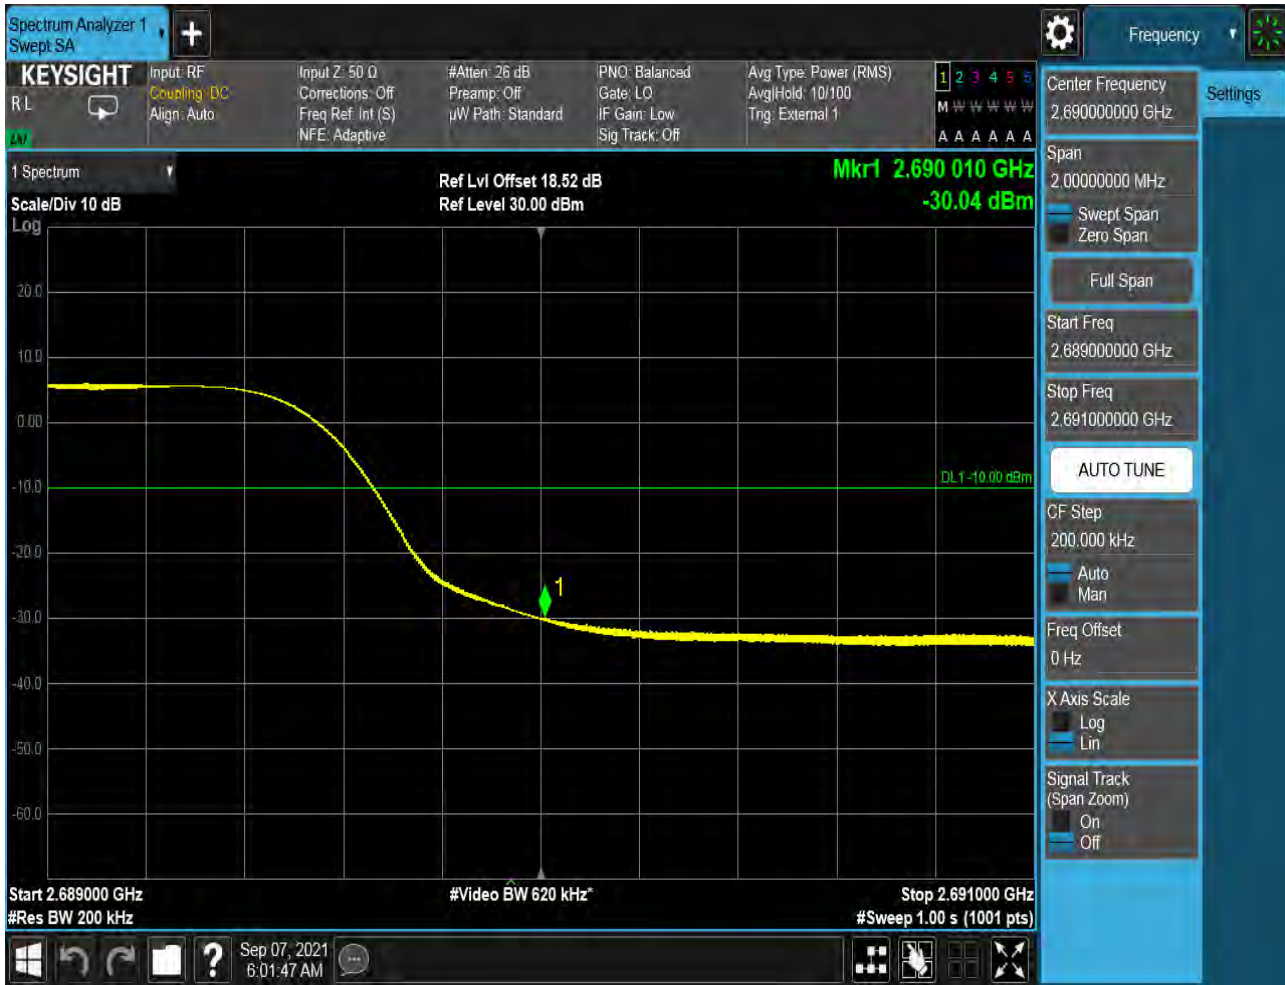 Spectrum Analyzer 1
Swept SA
+
Frequency
KEYSIGHT
R L
LXI
Input: RF
Coupling: DC
Align: Auto
Input Z: 50 Ω
Corrections: Off
Freq Ref: Int (S)
NFE: Adaptive
#Atten: 26 dB
Preamp: Off
µW Path: Standard
PNO: Balanced
Gate: LO
IF Gain: Low
Sig Track: Off
Avg Type: Power (RMS)
Avg|Hold: 10/100
Trig: External 1
1 2 3 4 5 6
M W W W W W
A A A A A A
1 Spectrum
Scale/Div 10 dB
Log
Ref Lvl Offset 18.52 dB
Ref Level 30.00 dBm
Mkr1 2.690 010 GHz
-30.04 dBm
20.0
10.0
0.00
-10.0
-20.0
-30.0
-40.0
-50.0
-60.0
DL1 -10.00 dBm
1
Start 2.689000 GHz
#Res BW 200 kHz
#Video BW 620 kHz*
Stop 2.691000 GHz
#Sweep 1.00 s (1001 pts)
Center Frequency
2.690000000 GHz
Settings
Span
2.00000000 MHz
Swept Span
Zero Span
Full Span
Start Freq
2.689000000 GHz
Stop Freq
2.691000000 GHz
AUTO TUNE
CF Step
200.000 kHz
Auto
Man
Freq Offset
0 Hz
X Axis Scale
Log
Lin
Signal Track
(Span Zoom)
On
Off
?
Sep 07, 2021
6:01:47 AM